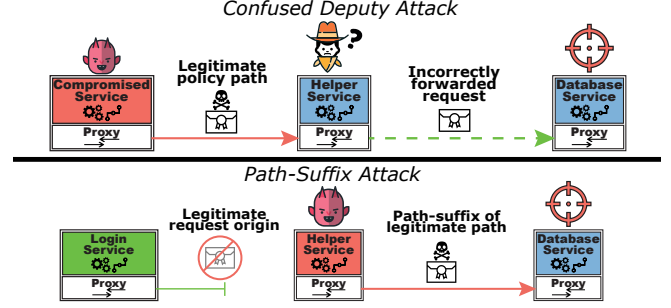 Confused Deputy Attack
Legitimate
policy path
?
Incorrectly
forwarded
request
Compromised
Service
Helper
Service
Database
Service
Proxy
Proxy
Proxy
Path-Suffix Attack
Legitimate
request origin
Path-suffix of
legitimate path
Login
Service
Helper
Service
Database
Service
Proxy
Proxy
Proxy